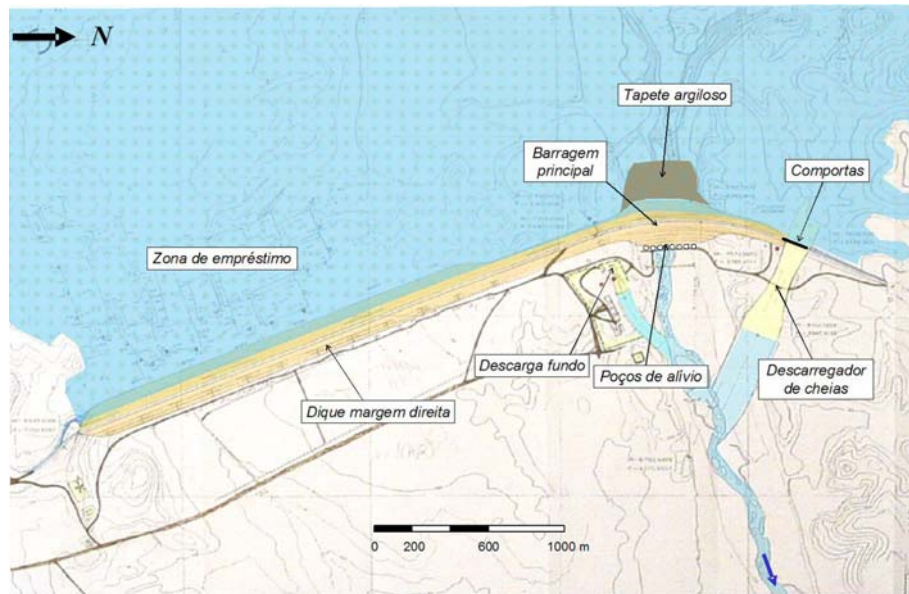 N
Tapete argiloso
Barragem
principal
Comportas
Zona de empréstimo
Descarga fundo
Poços de alívio
Descarregador
de cheias
Dique margem direita
0 200 600 1000 m